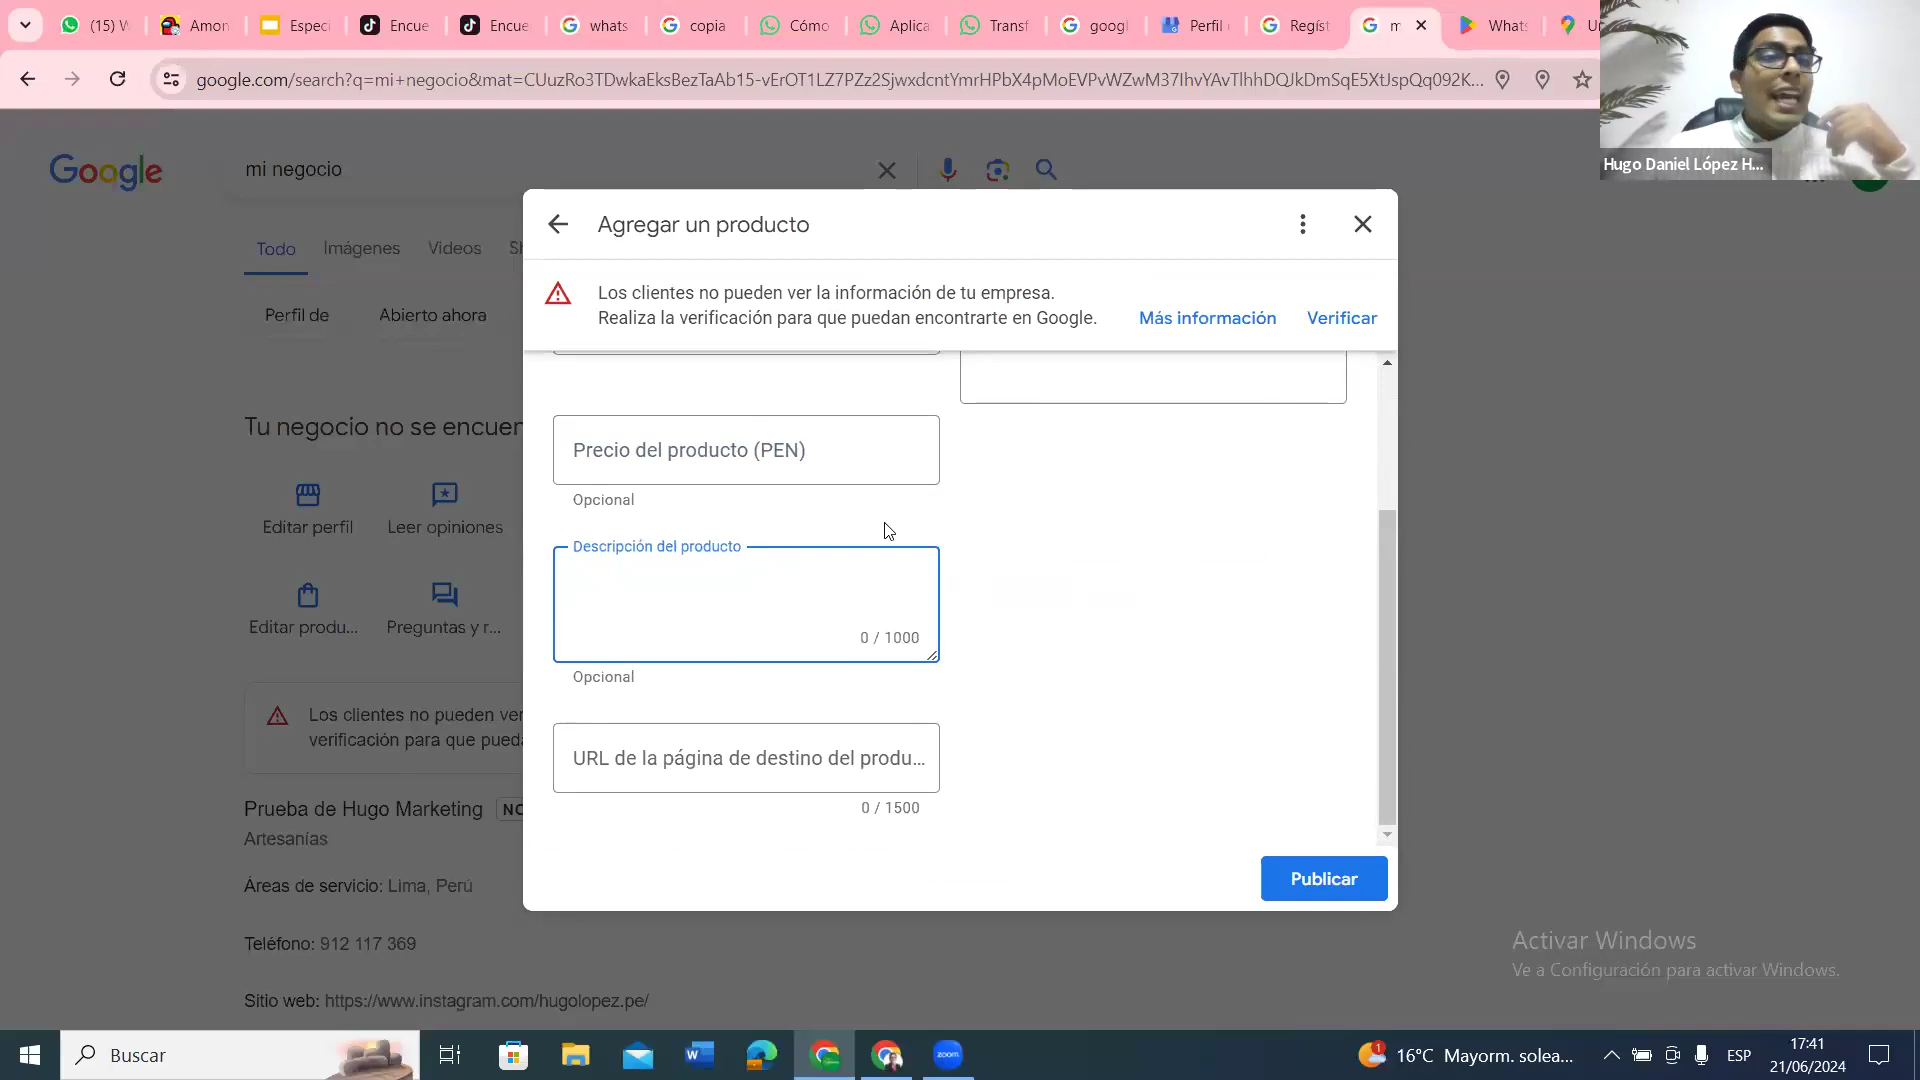 (15) W
Amon
Especi
Encue
Encue
whats
copia
Cómo
Aplica
Transf
googl
Perfil
Regíst
m
Whats
google.com/search?q=mi+negocio&mat=CUuzRo3TDwkaEksBezTaAb15-vErOT1LZ7PZz2SjwxdcntYmrHPbX4pMoEVPvWZwM37IhvYAvTlhhDQJkDmSqE5XtJspQq092K...
Hugo Daniel López H...
Google
mi negocio
Todo
Imágenes
Videos
Perfil de
Abierto ahora
Tu negocio no se encuen
Editar perfil
Leer opiniones
Editar produ...
Preguntas y r...
Los clientes no pueden ver
verificación para que pueda
Prueba de Hugo Marketing
Artesanías
Áreas de servicio: Lima, Perú
Teléfono: 912 117 369
Sitio web: https://www.instagram.com/hugolopez.pe/
Agregar un producto
Los clientes no pueden ver la información de tu empresa.
Realiza la verificación para que puedan encontrarte en Google.
Más información
Verificar
Precio del producto (PEN)
Opcional
Descripción del producto
0 / 1000
Opcional
URL de la página de destino del produ...
0 / 1500
Publicar
Activar Windows
Ve a Configuración para activar Windows.
Buscar
zoom
1
16°C Mayorm. solea...
ESP
17:41
21/06/2024